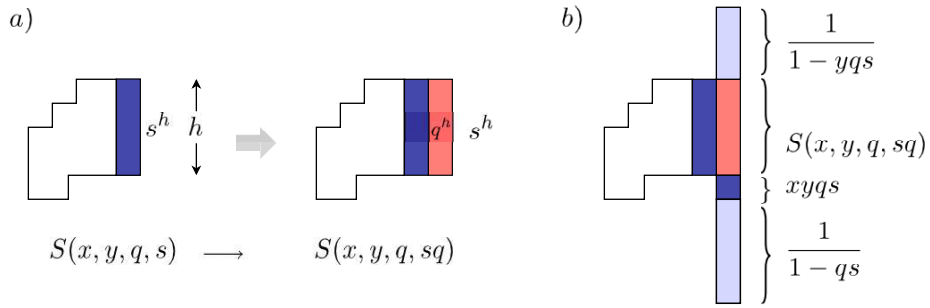 a)
s^h
h
q^h
s^h
S(x, y, q, s) ⟶ S(x, y, q, sq)
b)
1
1 − yqs
S(x, y, q, sq)
xyqs
1
1 − qs